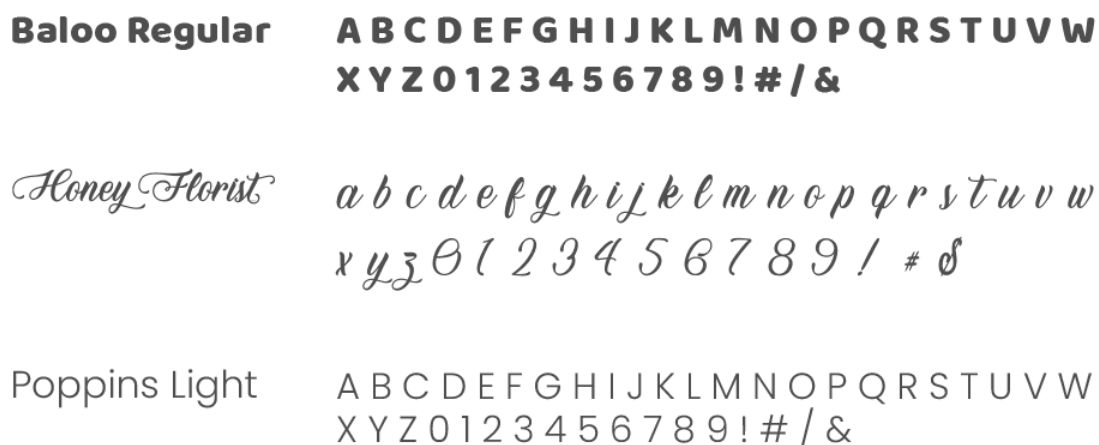 Baloo Regular
A B C D E F G H I J K L M N O P Q R S T U V W
X Y Z 0 1 2 3 4 5 6 7 8 9 ! # / &
Honey Florist
a b c d e f g h i j k l m n o p q r s t u v w
x y z 0 1 2 3 4 5 6 7 8 9 ! #
Poppins Light
A B C D E F G H I J K L M N O P Q R S T U V W
X Y Z 0 1 2 3 4 5 6 7 8 9 ! # / &